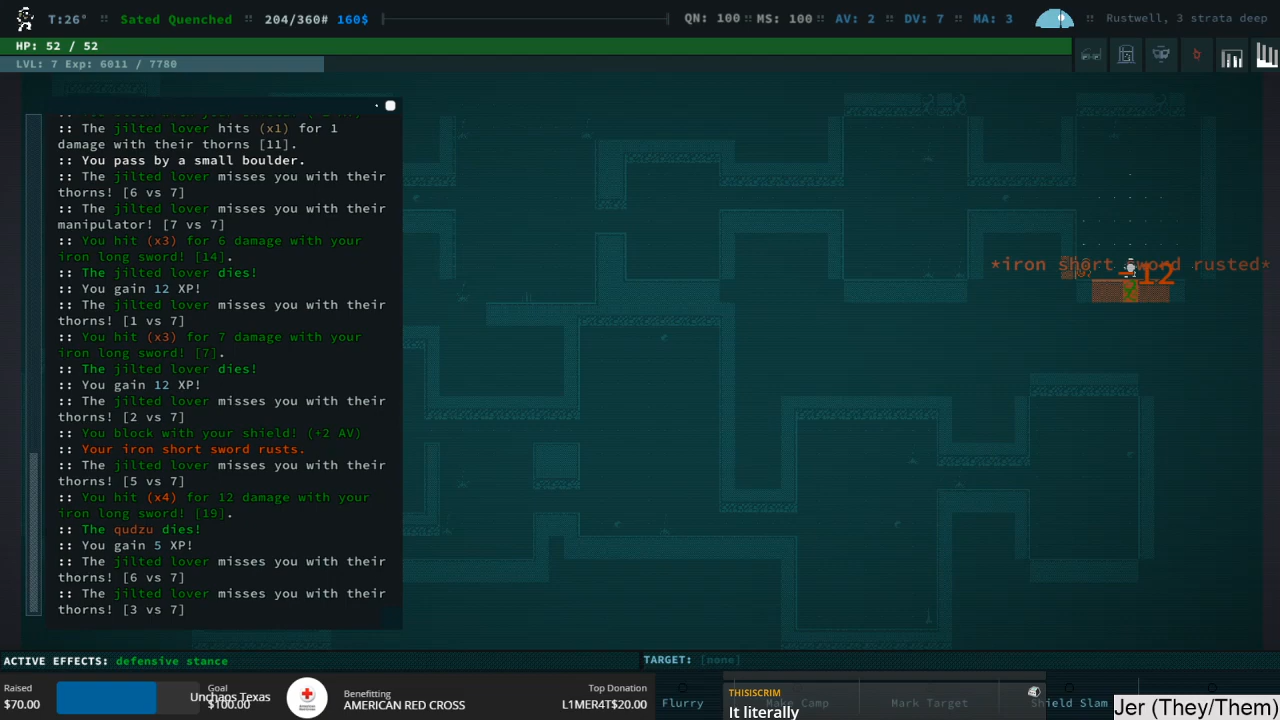 T:26° :: Sated Quenched :: 204/360# 160$ QN: 100 :: MS: 100 :: AV: 2 :: DV: 7 :: MA: 3 :: Rustwell, 3 strata deep
HP: 52 / 52
LVL: 7 Exp: 6011 / 7780
:: The jilted lover hits (x1) for 1
damage with their thorns [11].
:: You pass by a small boulder.
:: The jilted lover misses you with their
thorns! [6 vs 7]
:: The jilted lover misses you with their
manipulator! [7 vs 7]
:: You hit (x3) for 6 damage with your
iron long sword! [14].
:: The jilted lover dies!
:: You gain 12 XP!
:: The jilted lover misses you with their
thorns! [1 vs 7]
:: You hit (x3) for 7 damage with your
iron long sword! [7].
:: The jilted lover dies!
:: You gain 12 XP!
:: The jilted lover misses you with their
thorns! [2 vs 7]
:: You block with your shield! (+2 AV)
:: Your iron short sword rusts.
:: The jilted lover misses you with their
thorns! [5 vs 7]
:: You hit (x4) for 12 damage with your
iron long sword! [19].
:: The qudzu dies!
:: You gain 5 XP!
:: The jilted lover misses you with their
thorns! [6 vs 7]
:: The jilted lover misses you with their
thorns! [3 vs 7]
*iron short sword rusted*
-12
ACTIVE EFFECTS: defensive stance
TARGET: [none]
Raised
$70.00
Goal
$100.00
Unchaos Texas
Benefitting
AMERICAN RED CROSS
Top Donation
L1MER4T$20.00
Flurry
Make Camp
Mark Target
Shield Slam
THISISCRIM
It literally
Jer (They/Them)